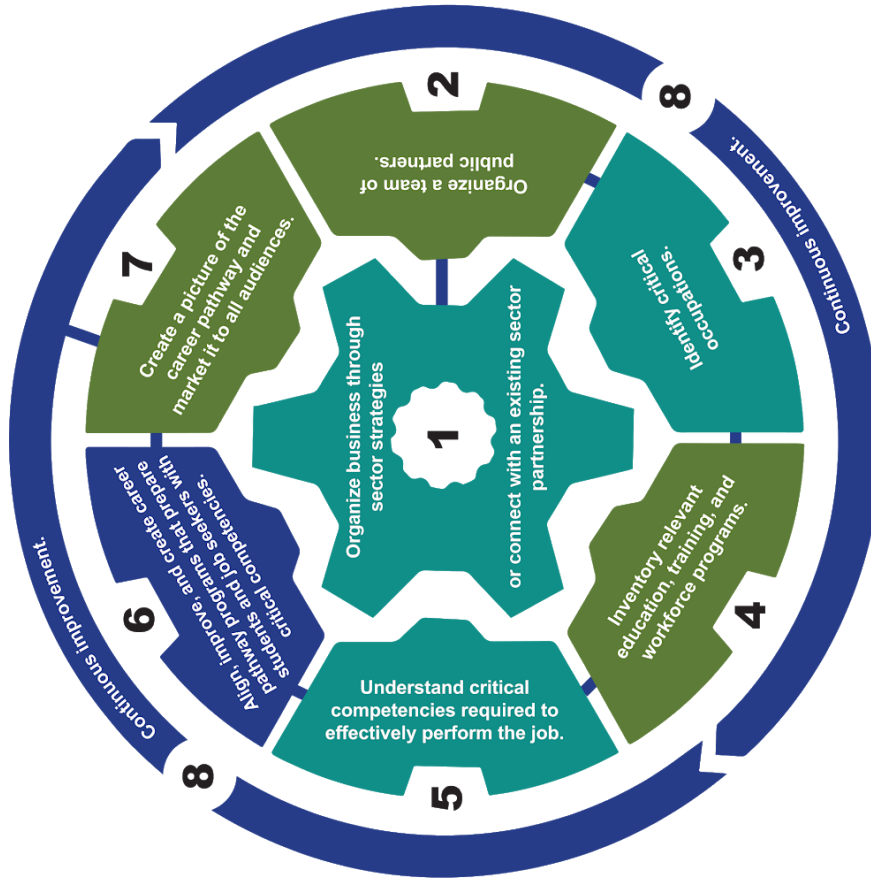 1
Organize business through
sector strategies
or connect with an existing sector
partnership.
2
Organize a team of
public partners.
3
Identify critical
occupations.
4
Inventory relevant
education, training, and
workforce programs.
5
Understand critical
competencies required to
effectively perform the job.
6
Align, improve, and create career
pathway programs that prepare
students and job seekers with
critical competencies.
7
Create a picture of the
career pathway and
market it to all audiences.
8
Continuous improvement.
8
Continuous improvement.